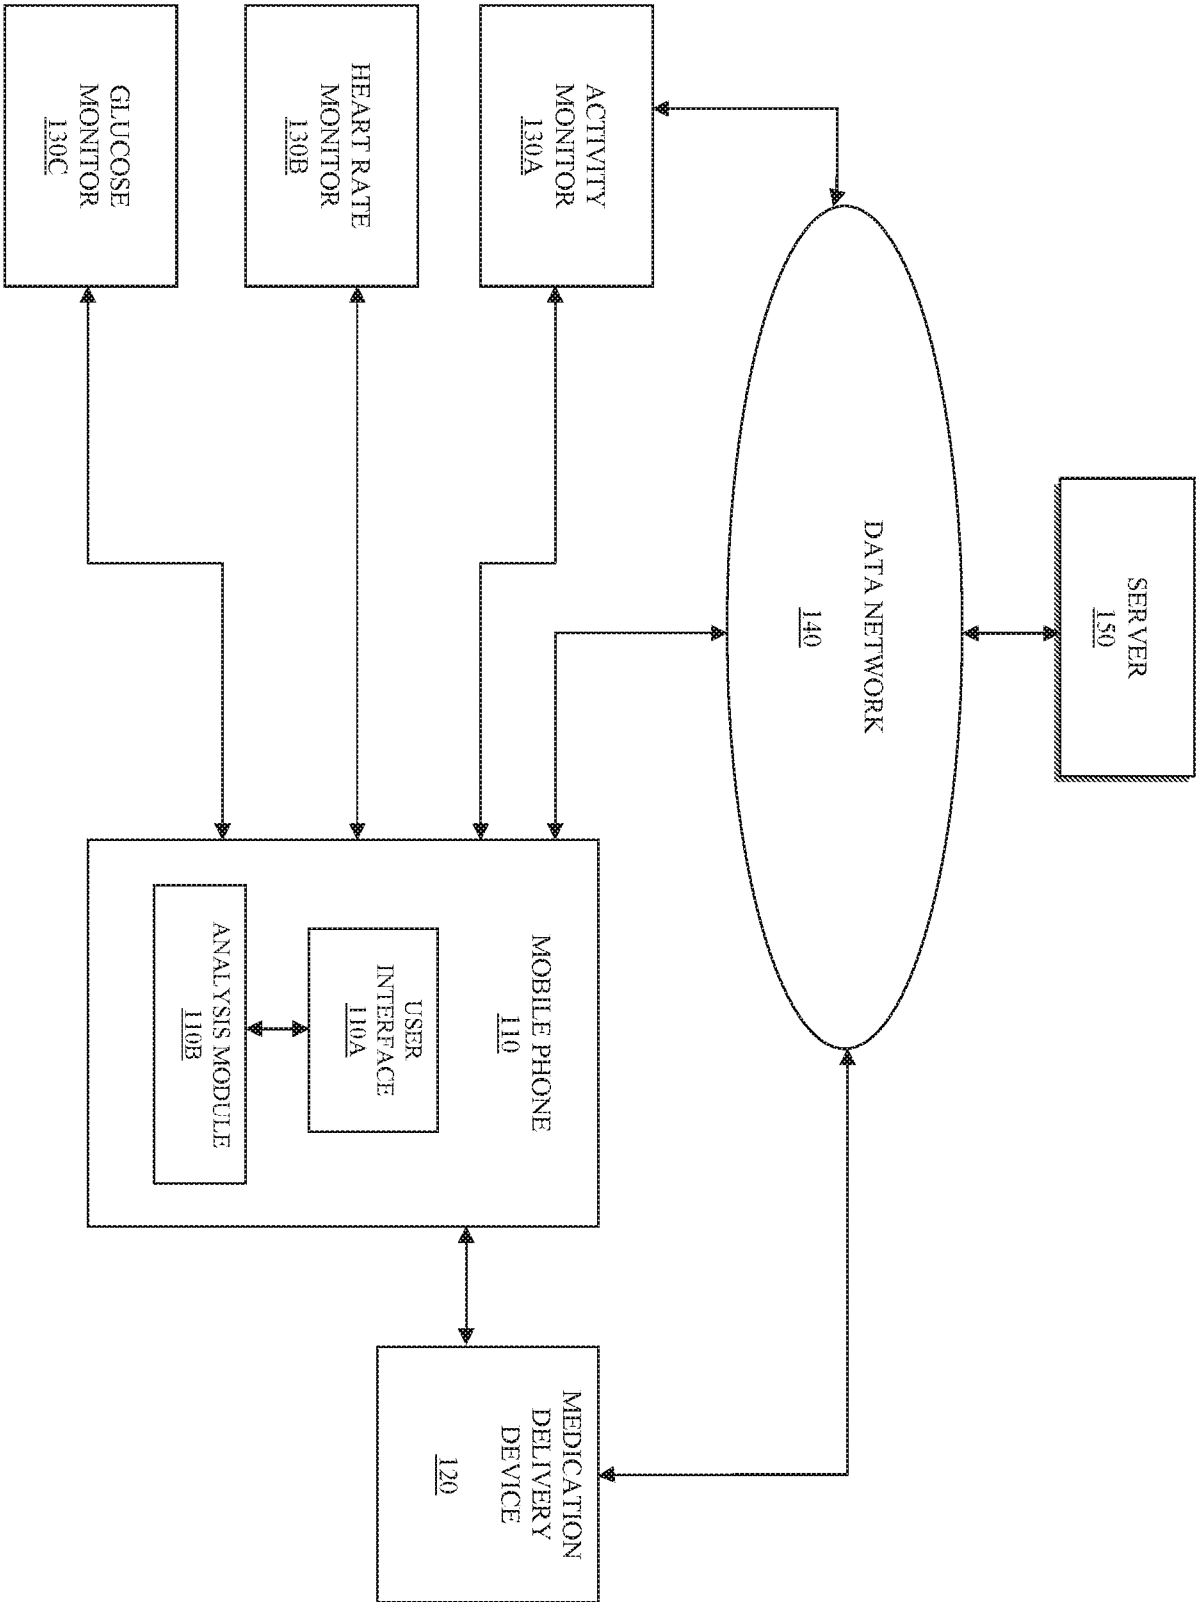 SERVER
150
DATA NETWORK
140
ACTIVITY
MONITOR
130A
HEART RATE
MONITOR
130B
GLUCOSE
MONITOR
130C
MOBILE PHONE
110
USER
INTERFACE
110A
ANALYSIS MODULE
110B
MEDICATION
DELIVERY
DEVICE
120